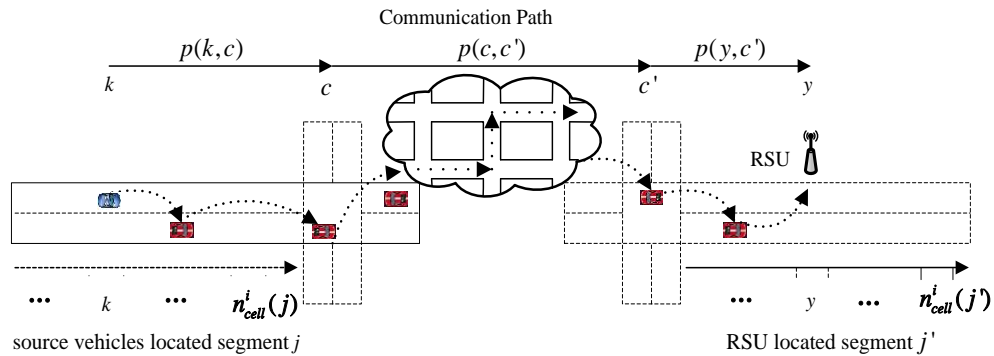 Communication Path
p(k,c) p(c,c') p(y,c')
k c c' y
RSU
... k ... n^i_cell(j) ... y ... n^i_cell(j')
source vehicles located segment j RSU located segment j'